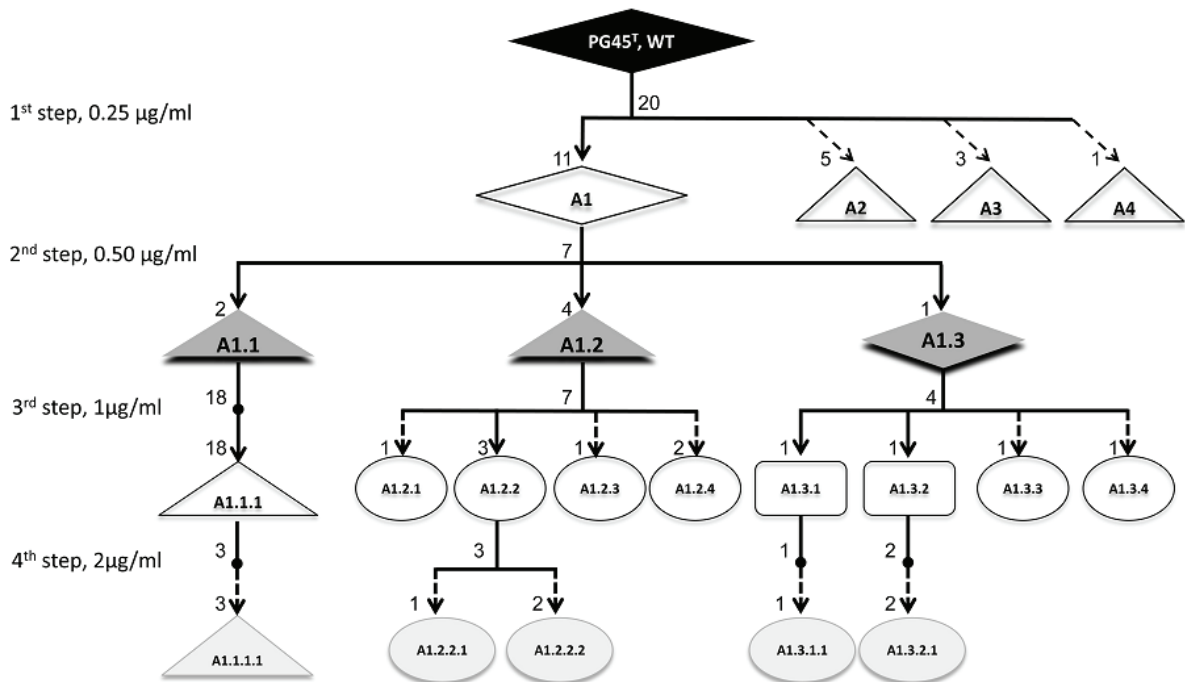 PG45ᵀ, WT
20
1ˢᵗ step, 0.25 µg/ml
11
5
3
1
A1
A2
A3
A4
2ⁿᵈ step, 0.50 µg/ml
7
2
4
1
A1.1
A1.2
A1.3
3ʳᵈ step, 1µg/ml
18
7
4
18
1
3
1
2
1
1
1
1
A1.1.1
A1.2.1
A1.2.2
A1.2.3
A1.2.4
A1.3.1
A1.3.2
A1.3.3
A1.3.4
4ᵗʰ step, 2µg/ml
3
3
1
2
3
1
2
1
2
A1.1.1.1
A1.2.2.1
A1.2.2.2
A1.3.1.1
A1.3.2.1